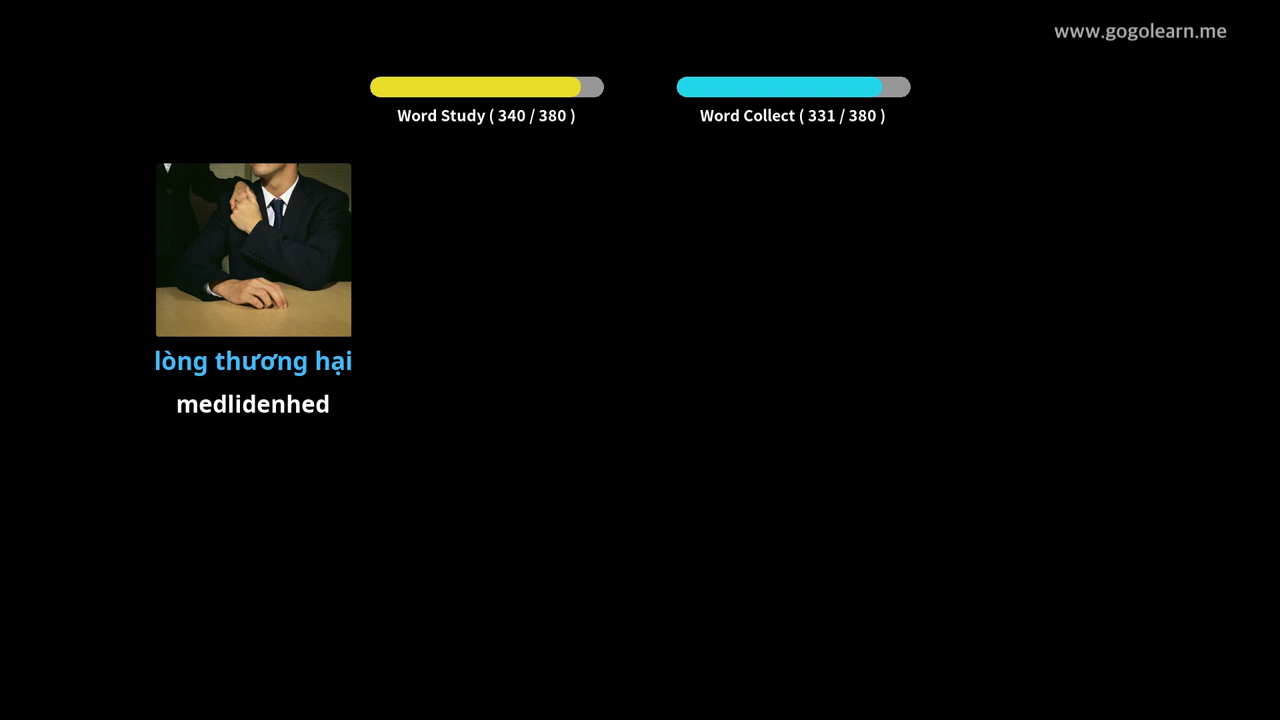 www.gogolearn.me
Word Study ( 340 / 380 )
Word Collect ( 331 / 380 )
lòng thương hại
medlidenhed